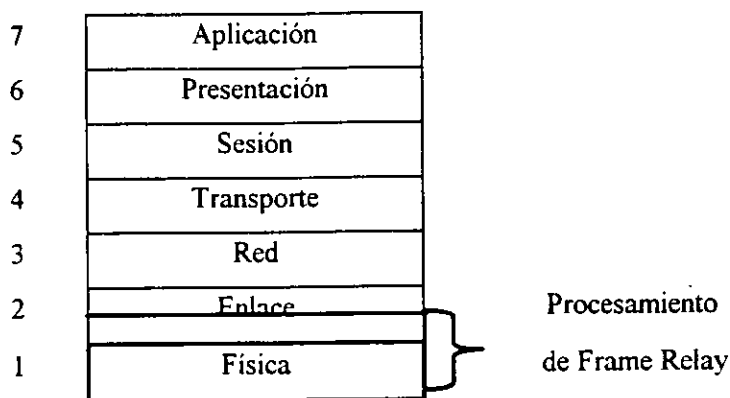 7 Aplicación
6 Presentación
5 Sesión
4 Transporte
3 Red
2 Enlace Procesamiento
1 Física de Frame Relay